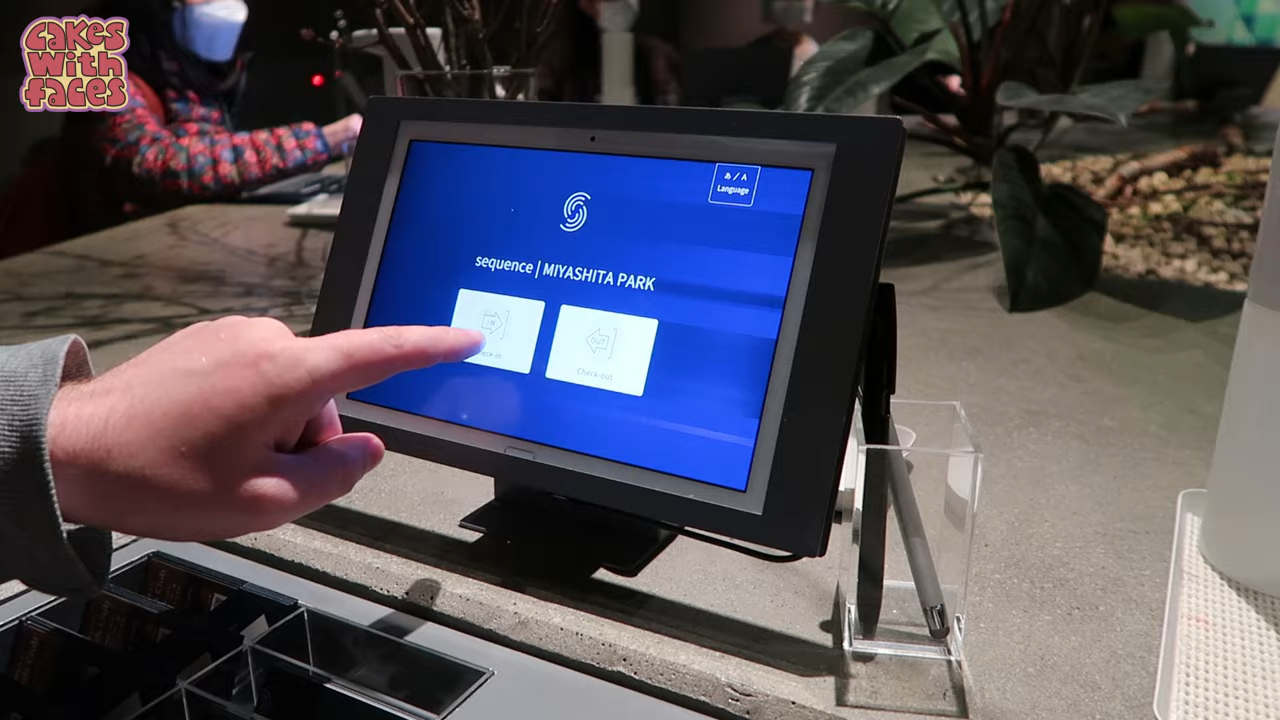 Cakes
With
faces
あ / A
Language
sequence | MIYASHITA PARK
IN
OUT
Check-out